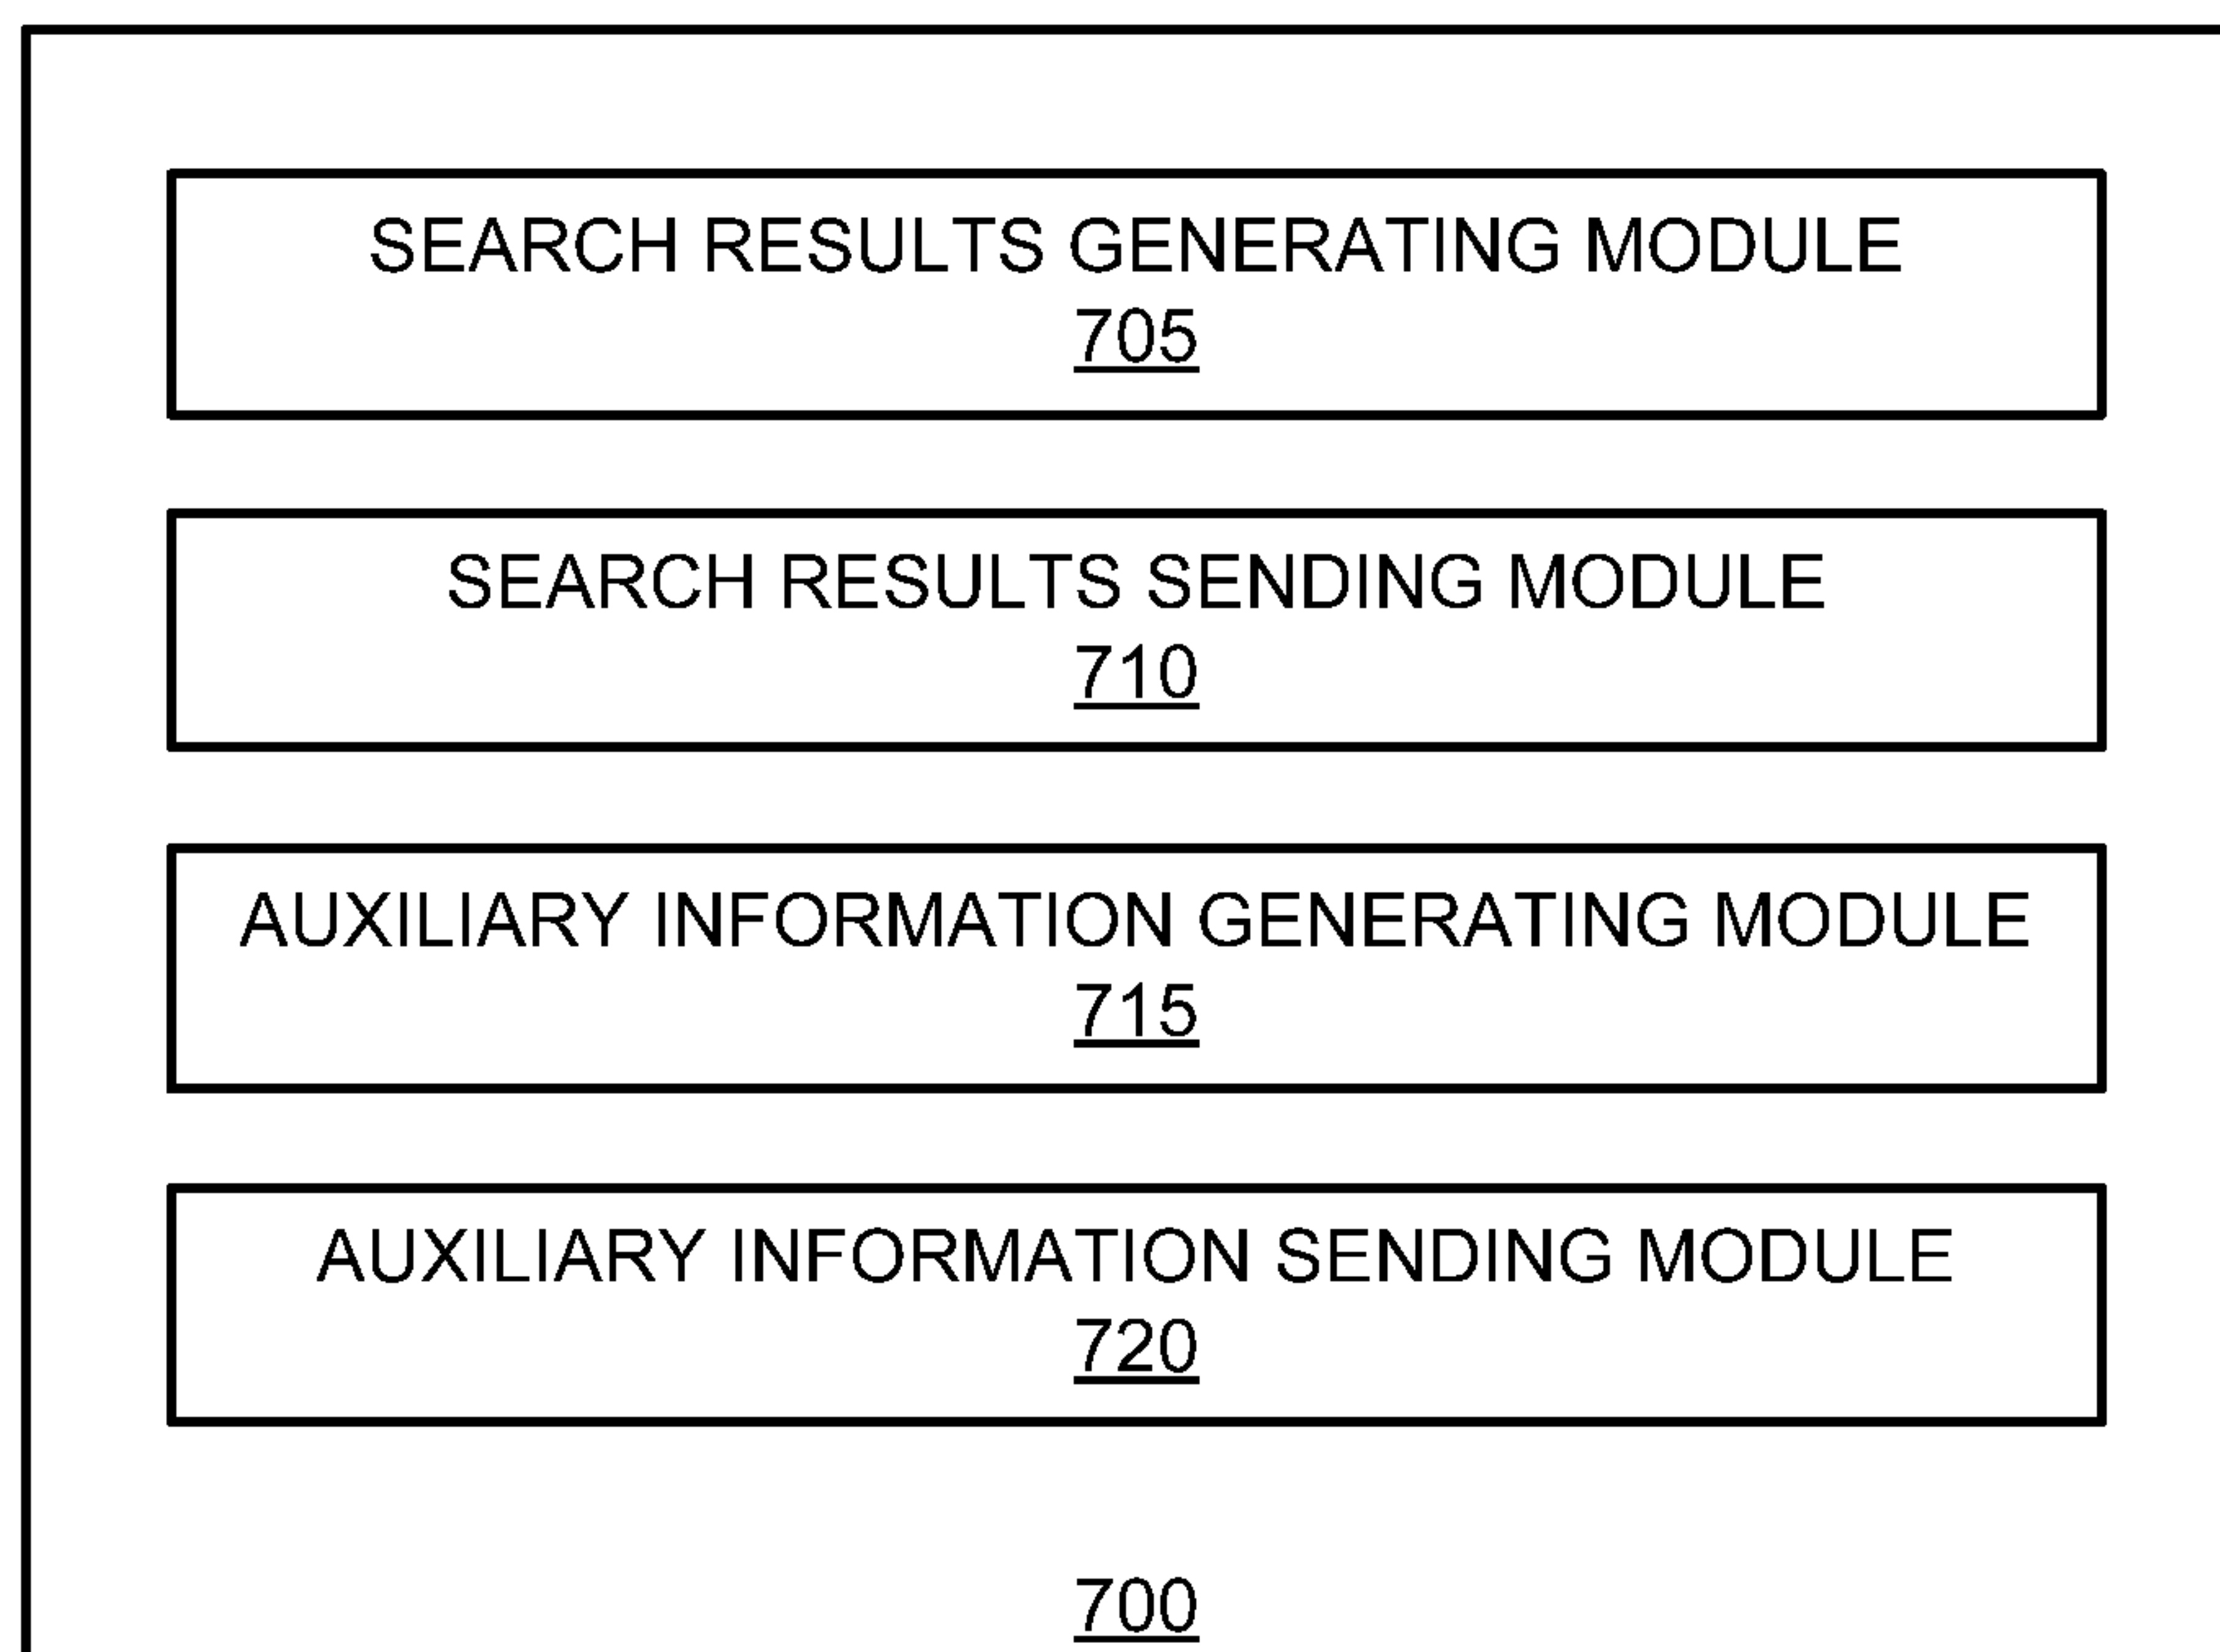 SEARCH RESULTS GENERATING MODULE
705
SEARCH RESULTS SENDING MODULE
710
AUXILIARY INFORMATION GENERATING MODULE
715
AUXILIARY INFORMATION SENDING MODULE
720
700